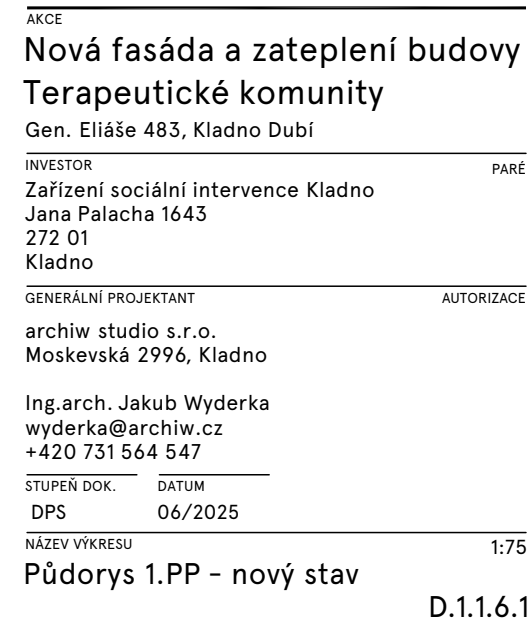 AKCE
Nová fasáda a zateplení budovy
Terapeutické komunity
Gen. Eliáše 483, Kladno Dubí
INVESTOR PARÉ
Zařízení sociální intervence Kladno
Jana Palacha 1643
272 01
Kladno
GENERÁLNÍ PROJEKTANT AUTORIZACE
archiw studio s.r.o.
Moskevská 2996, Kladno
Ing.arch. Jakub Wyderka
wyderka@archiw.cz
+420 731 564 547
STUPEŇ DOK. DATUM
DPS 06/2025
NÁZEV VÝKRESU 1:75
Půdorys 1.PP - nový stav
D.1.1.6.1